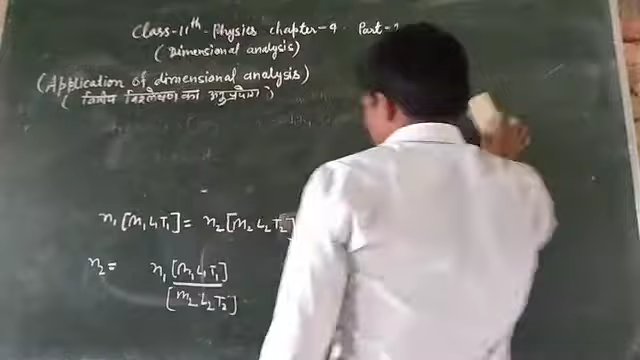 Class-11th Physics chapter-9 Part-
(Dimensional analysis)
(Application of dimensional analysis)
(विमीय विश्लेषण का अनुप्रयोग)
n₁[M₁L₁T₁] = n₂[M₂L₂T₂]
n₂ = n₁[M₁L₁T₁]
[M₂L₂T₂]